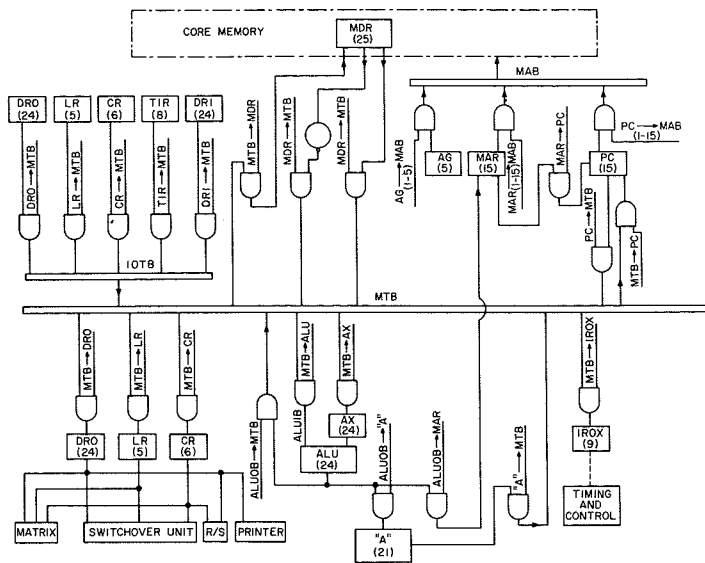 CORE MEMORY
MDR
(25)
MAB
DRO
(24)
LR
(5)
CR
(6)
TIR
(8)
DRI
(24)
DRO→MTB
LR→MTB
CR→MTB
TIR→MTB
DRI→MTB
MTB→MDR
MDR→MTB
MDR→MTB
AG→MAB
(1-5)
AG
(5)
MAR
(15)
MAR→MAB
(1-15)
MAR→PC
PC
(15)
PC→MAB
(1-15)
PC→MTB
MTB→PC
IOTB
MTB
MTB→DRO
MTB→LR
MTB→CR
ALUOB→MTB
MTB→ALU
MTB→AX
MTB→IROX
DRO
(24)
LR
(5)
CR
(6)
ALUIB
AX
(24)
ALU
(24)
ALUOB→"A"
ALUOB→MAR
"A"→MTB
IROX
(9)
MATRIX
SWITCHOVER UNIT
R/S
PRINTER
"A"
(21)
TIMING
AND
CONTROL